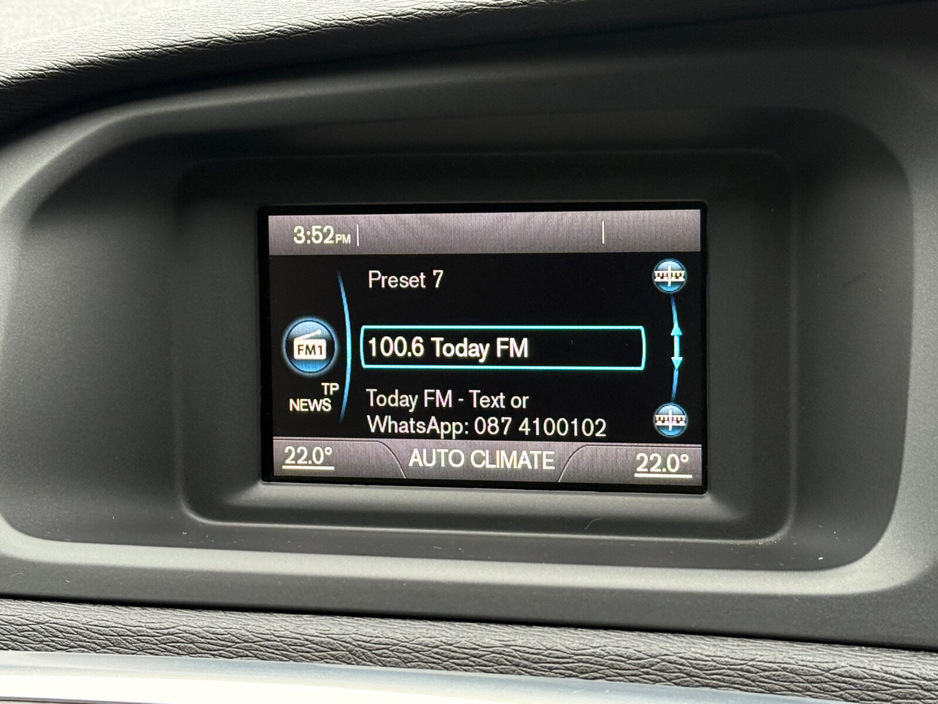 3:52PM
Preset 7
FM1
100.6 Today FM
TP
NEWS
Today FM - Text or
WhatsApp: 087 4100102
22.0°
AUTO CLIMATE
22.0°